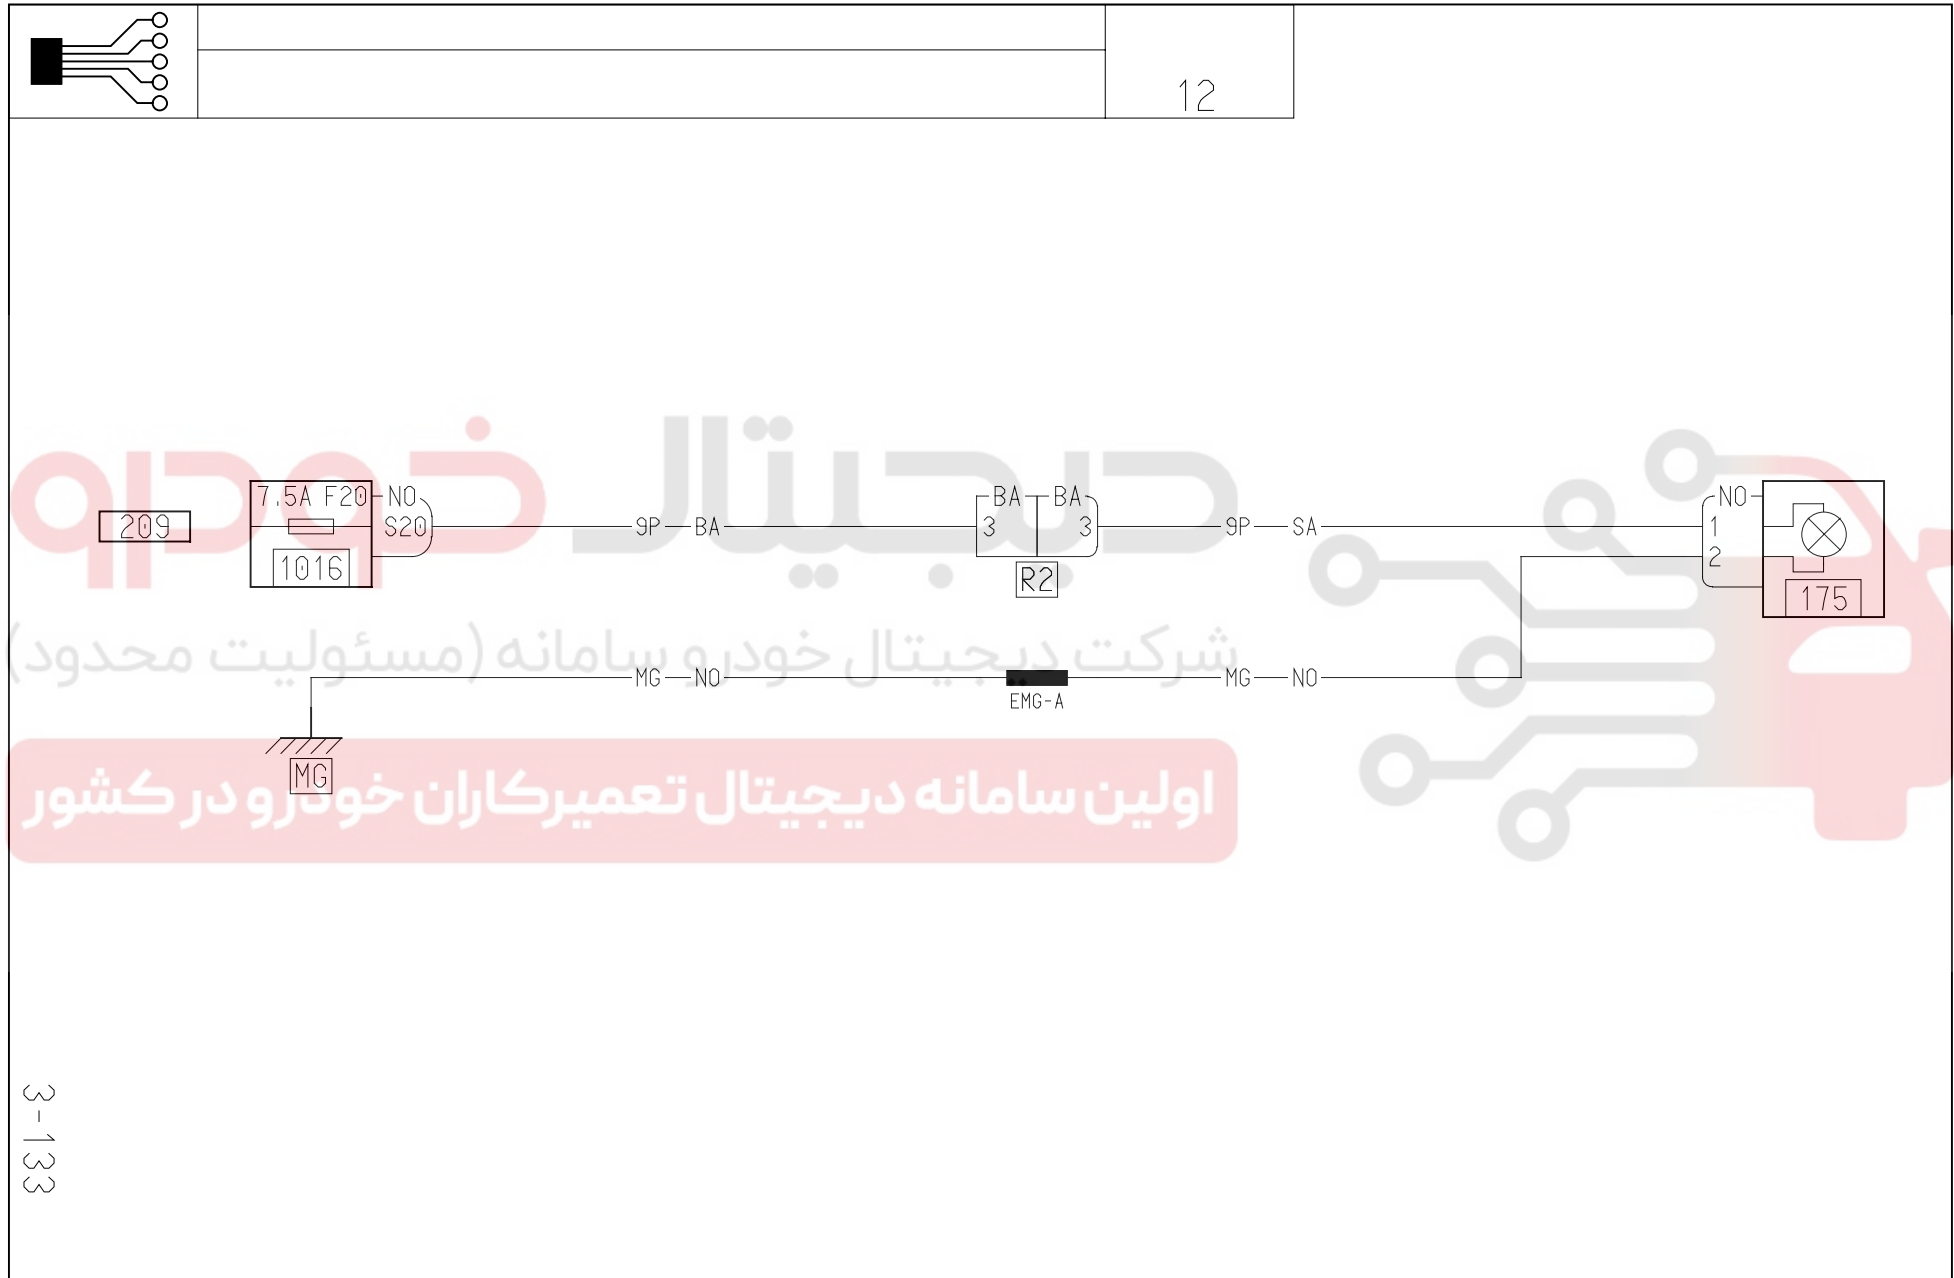 12
دیجیتال خودرو
7.5A F20 NO
209
S20
9P BA
BA BA
3 3
9P SA
NO
1
2
1016
R2
175
شرکت دیجیتال خودرو سامانه (مسئولیت محدود)
MG NO
MG NO
EMG-A
MG
اولین سامانه دیجیتال تعمیرکاران خودرو در کشور
3-133